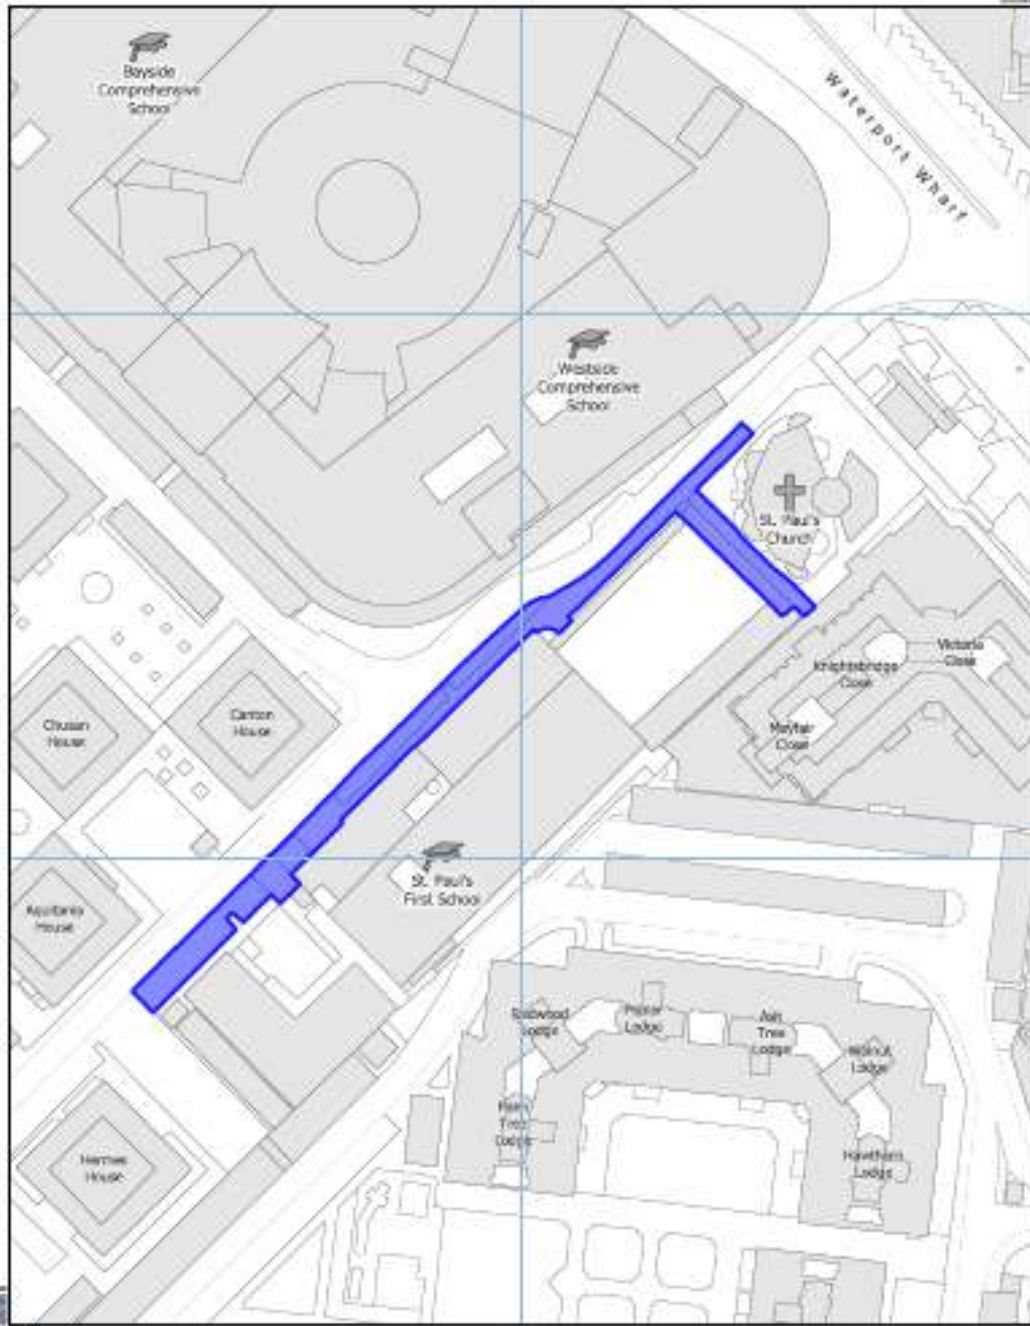 Bayside
Comprehensive
School
Waterport Wharf
Westside
Comprehensive
School
St. Paul's
Church
Victoria
Close
Knightsbridge
Close
Mayfair
Close
Canton
House
Chusan
House
St. Paul's
First School
Aquitania
House
Lodge
Poplar
Lodge
Ash
Tree
Lodge
Walnut
Lodge
Tree
Lodge
Hawthorn
Lodge
Hermes
House